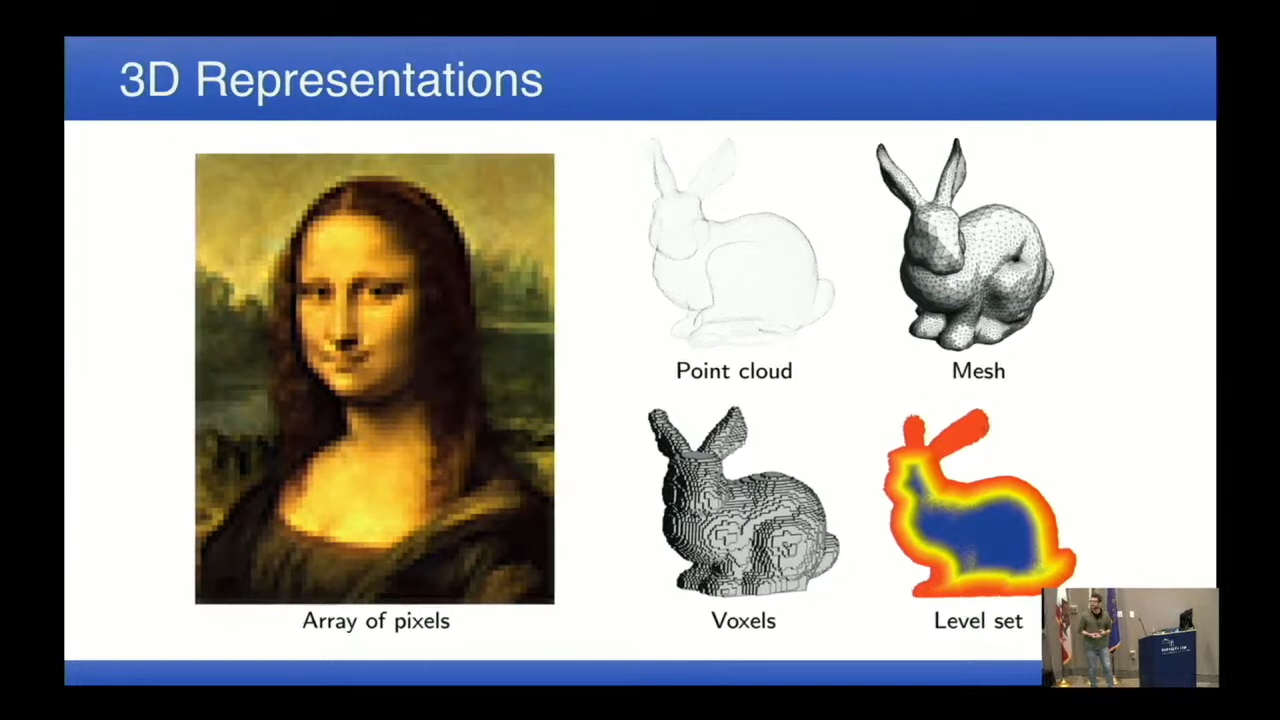 3D Representations
Array of pixels
Point cloud
Mesh
Voxels
Level set